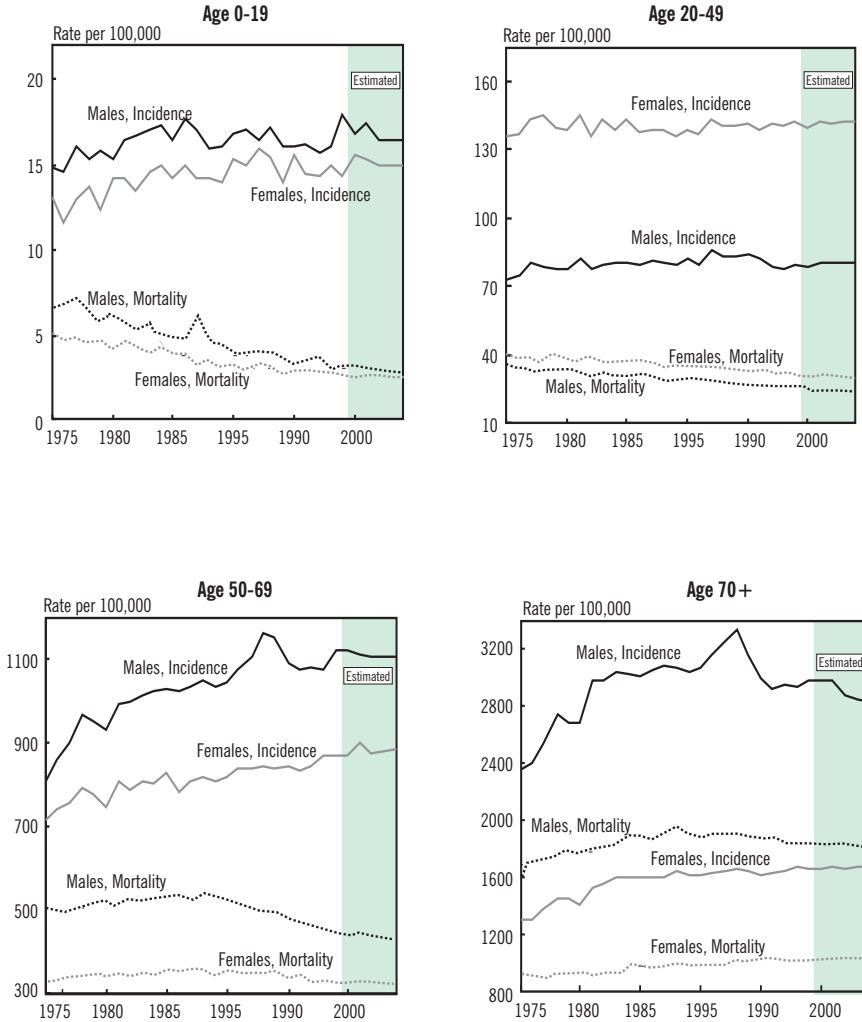 Age 0-19
Rate per 100,000
20
15
10
5
0
Estimated
Males, Incidence
Females, Incidence
Males, Mortality
Females, Mortality
1975 1980 1985 1995 1990 2000
Age 20-49
Rate per 100,000
160
130
100
70
40
10
Estimated
Females, Incidence
Males, Incidence
Females, Mortality
Males, Mortality
1975 1980 1985 1995 1990 2000
Age 50-69
Rate per 100,000
1100
900
700
500
300
Males, Incidence
Estimated
Females, Incidence
Males, Mortality
Females, Mortality
1975 1980 1985 1990 2000
Age 70+
Rate per 100,000
3200
2800
2400
2000
1600
1200
800
Males, Incidence
Estimated
Males, Mortality
Females, Incidence
Females, Mortality
1975 1980 1985 1995 1990 2000